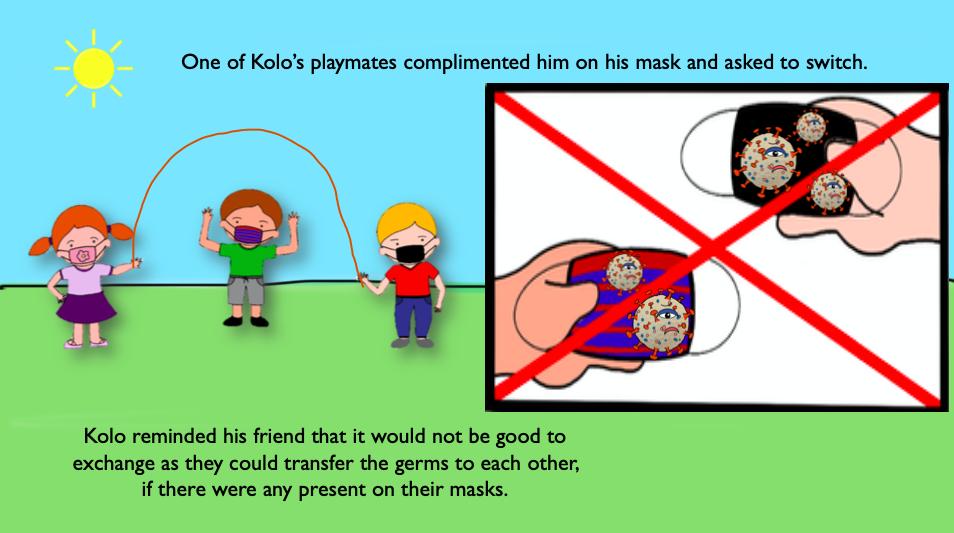 One of Kolo’s playmates complimented him on his mask and asked to switch.
Kolo reminded his friend that it would not be good to
exchange as they could transfer the germs to each other,
if there were any present on their masks.